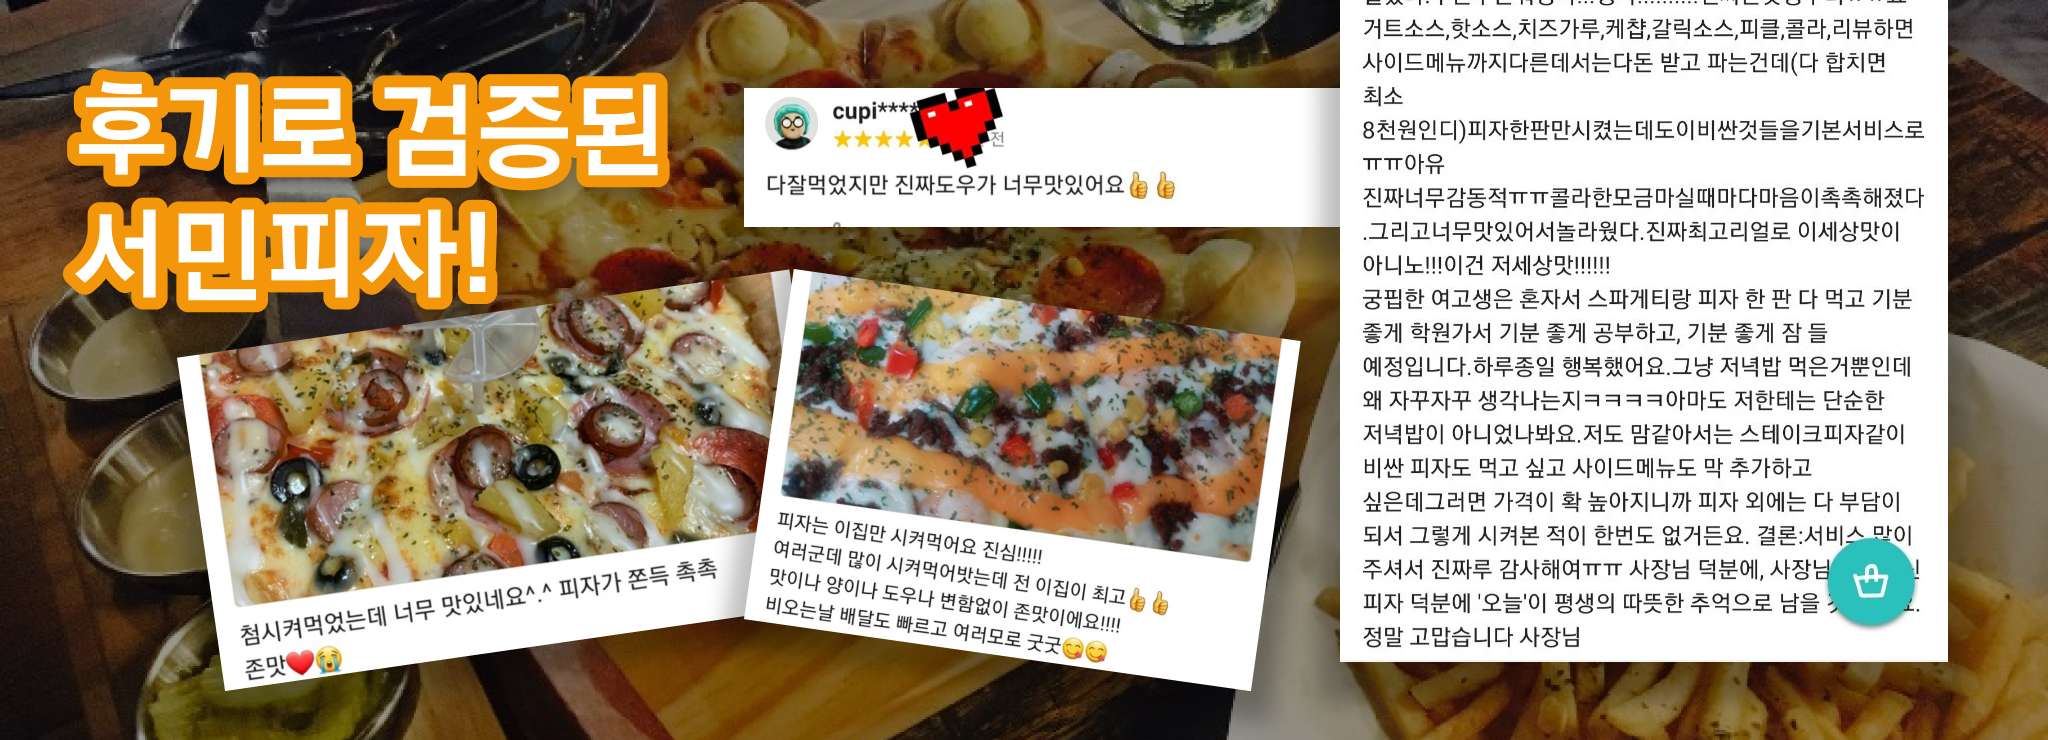 후기로 검증된
서민피자!
cupi****
전
다잘먹었지만 진짜도우가 너무맛있어요👍👍
첨시켜먹었는데 너무 맛있네요^.^ 피자가 쫀득 촉촉
존맛❤️😭
피자는 이집만 시켜먹어요 진심!!!!!
여러군데 많이 시켜먹어밧는데 전 이집이 최고👍👍
맛이나 양이나 도우나 변함없이 존맛이에요!!!!
비오는날 배달도 빠르고 여러모로 굿굿😋😋
거트소스,핫소스,치즈가루,케찹,갈릭소스,피클,콜라,리뷰하면
사이드메뉴까지다른데서는다돈 받고 파는건데(다 합치면
최소
8천원인디)피자한판만시켰는데도이비싼것들을기본서비스로
ㅠㅠ아유
진짜너무감동적ㅠㅠ콜라한모금마실때마다마음이촉촉해졌다
.그리고너무맛있어서놀라웠다.진짜최고리얼로 이세상맛이
아니노!!!이건 저세상맛!!!!!!
궁핍한 여고생은 혼자서 스파게티랑 피자 한 판 다 먹고 기분
좋게 학원가서 기분 좋게 공부하고, 기분 좋게 잠 들
예정입니다.하루종일 행복했어요.그냥 저녁밥 먹은거뿐인데
왜 자꾸자꾸 생각나는지ㅋㅋㅋㅋ아마도 저한테는 단순한
저녁밥이 아니었나봐요.저도 맘같아서는 스테이크피자같이
비싼 피자도 먹고 싶고 사이드메뉴도 막 추가하고
싶은데그러면 가격이 확 높아지니까 피자 외에는 다 부담이
되서 그렇게 시켜본 적이 한번도 없거든요. 결론:서비스 많이
주셔서 진짜루 감사해여ㅠㅠ 사장님 덕분에, 사장님
피자 덕분에 '오늘'이 평생의 따뜻한 추억으로 남을
정말 고맙습니다 사장님